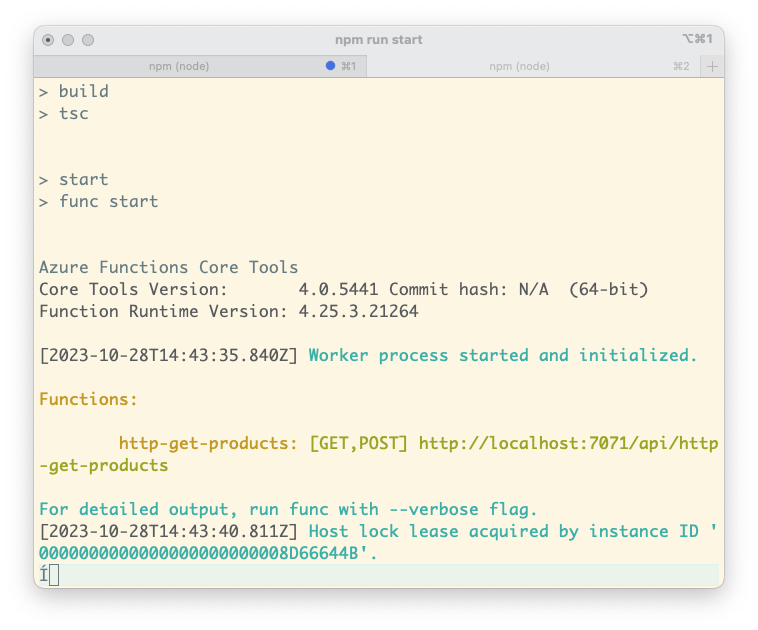 npm run start
⌥⌘1
npm (node)
⌘1
npm (node)
⌘2
> build
> tsc
> start
> func start
Azure Functions Core Tools
Core Tools Version:       4.0.5441 Commit hash: N/A  (64-bit)
Function Runtime Version: 4.25.3.21264
[2023-10-28T14:43:35.840Z] Worker process started and initialized.
Functions:
        http-get-products: [GET,POST] http://localhost:7071/api/http
-get-products
For detailed output, run func with --verbose flag.
[2023-10-28T14:43:40.811Z] Host lock lease acquired by instance ID '
0000000000000000000000008D66644B'.
Í